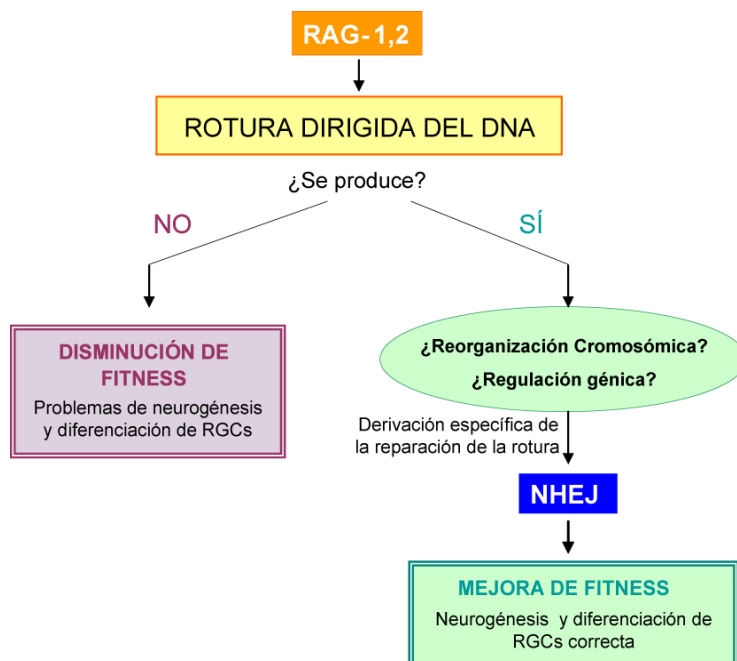 RAG-1,2
ROTURA DIRIGIDA DEL DNA
¿Se produce?
NO
SÍ
DISMINUCIÓN DE
FITNESS
Problemas de neurogénesis
y diferenciación de RGCs
¿Reorganización Cromosómica?
¿Regulación génica?
Derivación específica de
la reparación de la rotura
NHEJ
MEJORA DE FITNESS
Neurogénesis y diferenciación de
RGCs correcta